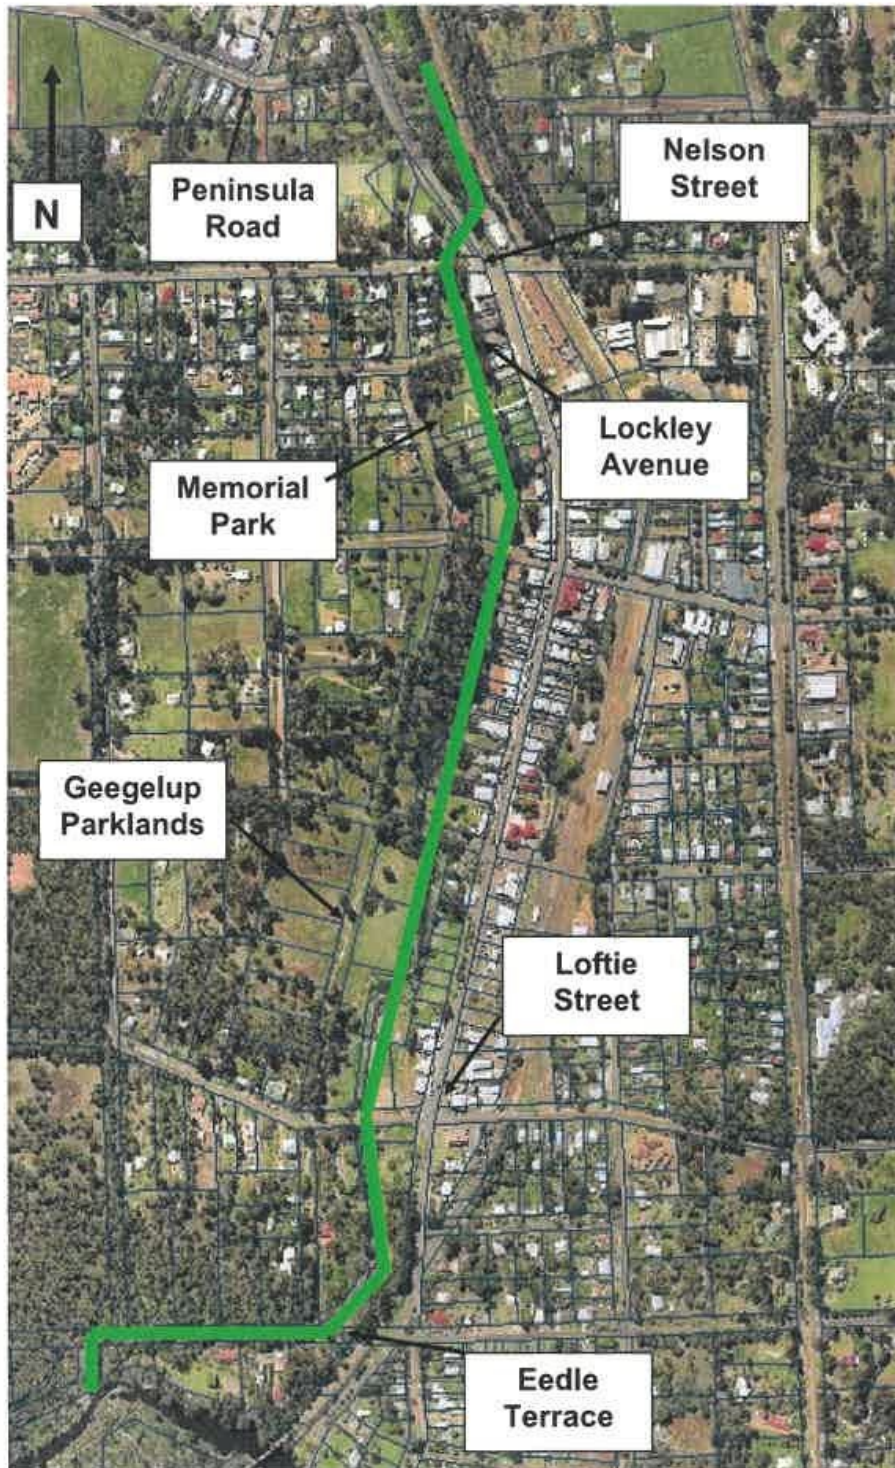 Nelson
Street
Peninsula
Road
N
Lockley
Avenue
Memorial
Park
Geegelup
Parklands
Loftie
Street
Eedle
Terrace